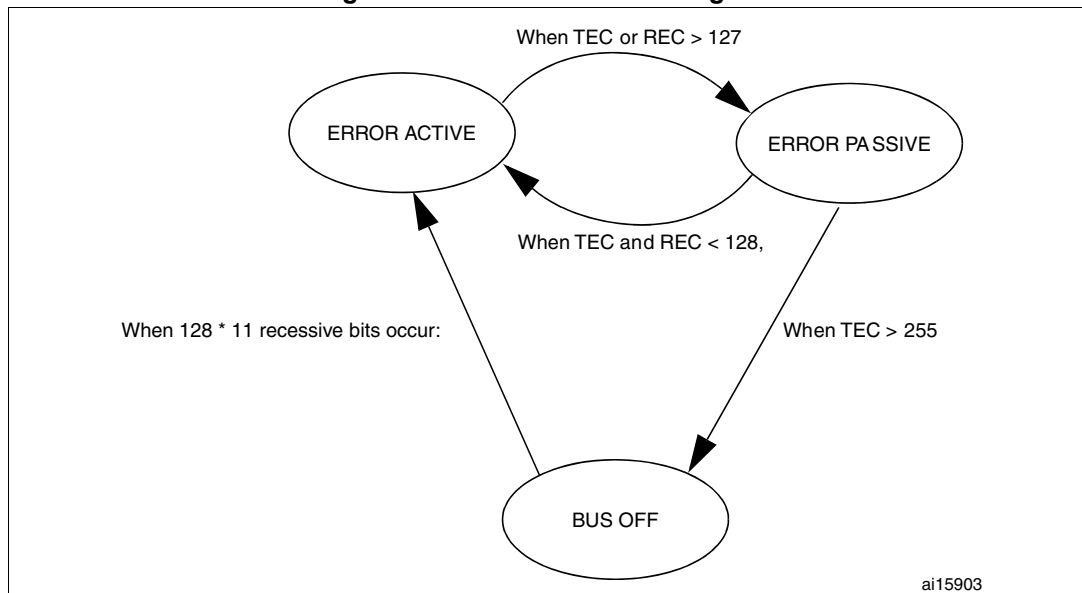 When TEC or REC > 127
ERROR ACTIVE
ERROR PASSIVE
When TEC and REC < 128,
When 128 * 11 recessive bits occur:
When TEC > 255
BUS OFF
ai15903